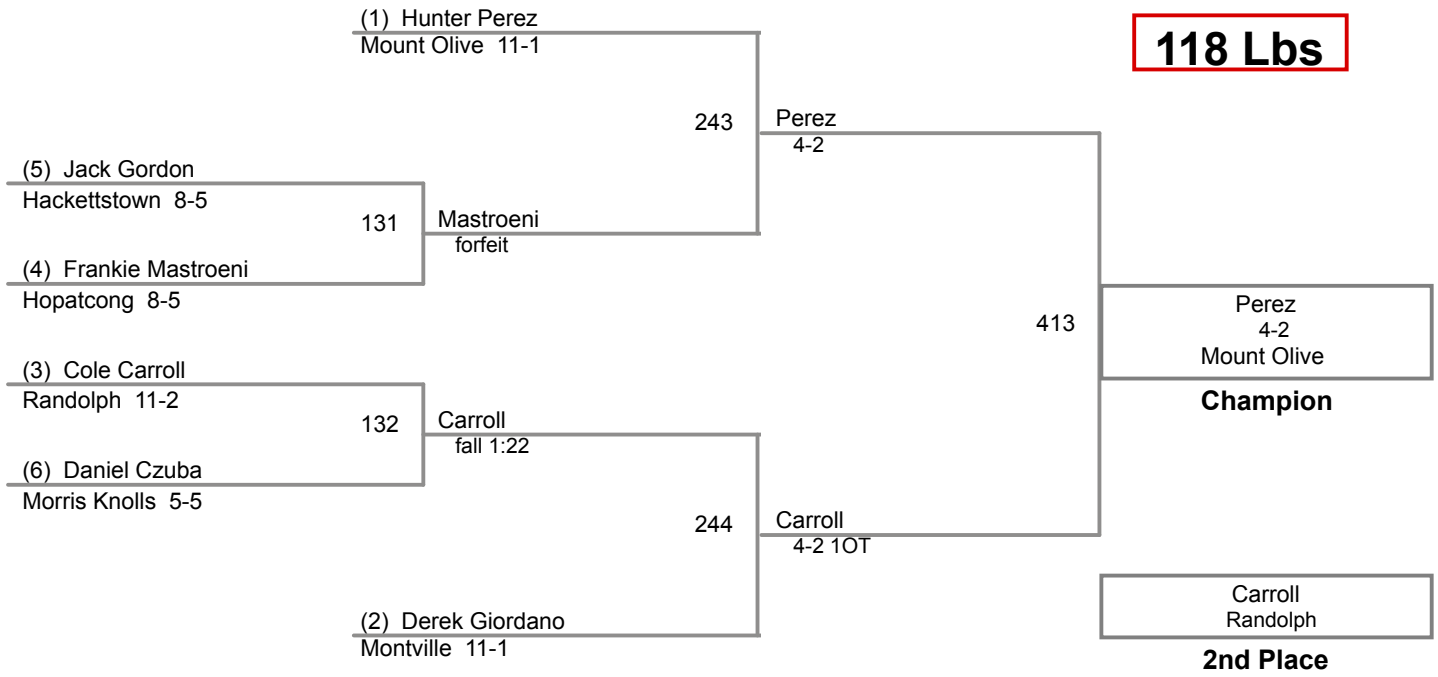 (1) Hunter Perez
Mount Olive 11-1
118 Lbs
243
Perez
4-2
(5) Jack Gordon
Hackettstown 8-5
131
Mastroeni
forfeit
(4) Frankie Mastroeni
Hopatcong 8-5
413
Perez
4-2
Mount Olive
Champion
(3) Cole Carroll
Randolph 11-2
132
Carroll
fall 1:22
(6) Daniel Czuba
Morris Knolls 5-5
244
Carroll
4-2 1OT
(2) Derek Giordano
Montville 11-1
Carroll
Randolph
2nd Place